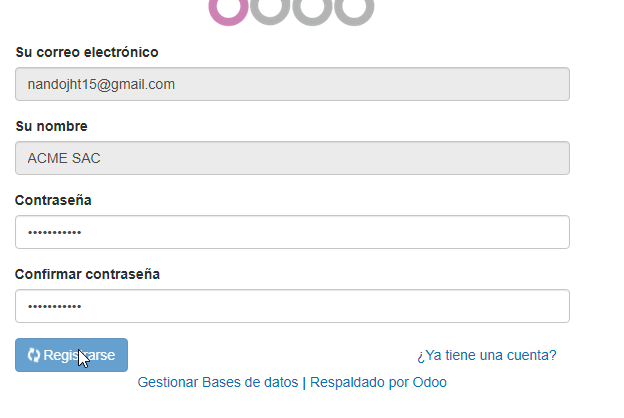 odoo
Su correo electrónico
nandojht15@gmail.com
Su nombre
ACME SAC
Contraseña
•••••••••••
Confirmar contraseña
•••••••••••
Registrarse
¿Ya tiene una cuenta?
Gestionar Bases de datos | Respaldado por Odoo